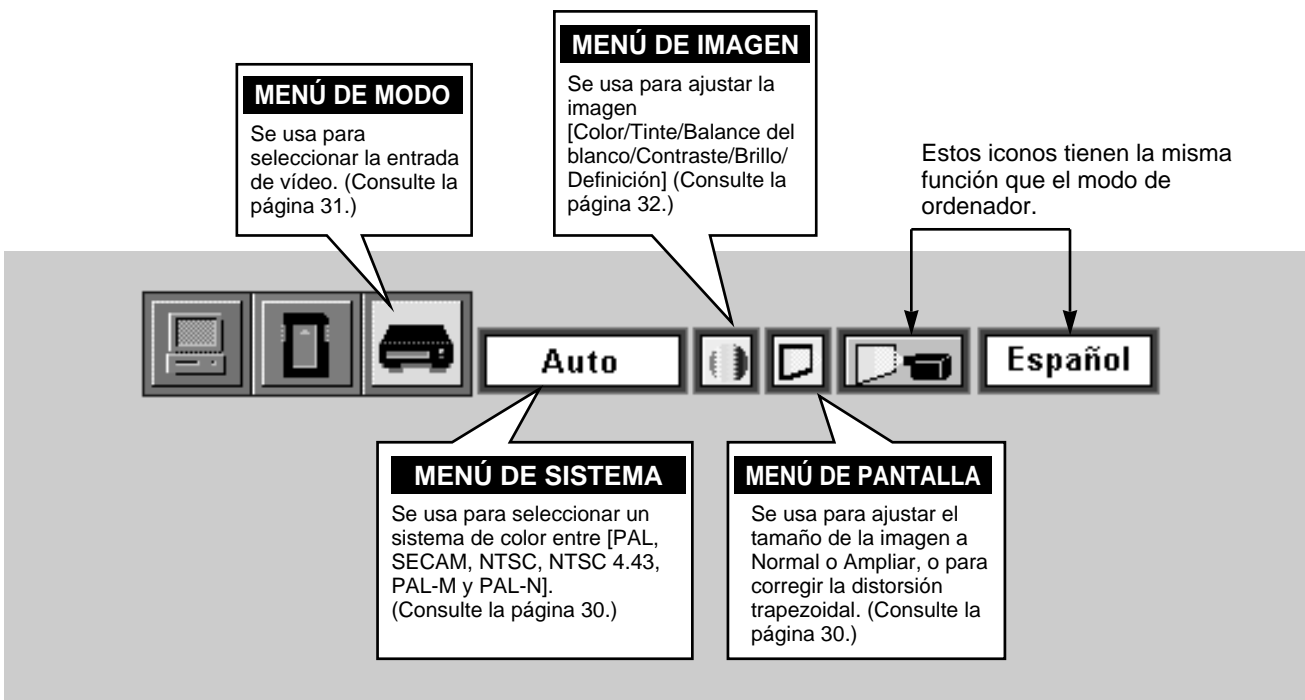 MENÚ DE IMAGEN
Se usa para ajustar la
imagen
[Color/Tinte/Balance del
blanco/Contraste/Brillo/
Definición] (Consulte la
página 32.)
MENÚ DE MODO
Se usa para
seleccionar la entrada
de vídeo. (Consulte la
página 31.)
Estos iconos tienen la misma
función que el modo de
ordenador.
Auto
Español
MENÚ DE SISTEMA
Se usa para seleccionar un
sistema de color entre [PAL,
SECAM, NTSC, NTSC 4.43,
PAL-M y PAL-N].
(Consulte la página 30.)
MENÚ DE PANTALLA
Se usa para ajustar el
tamaño de la imagen a
Normal o Ampliar, o para
corregir la distorsión
trapezoidal. (Consulte la
página 30.)